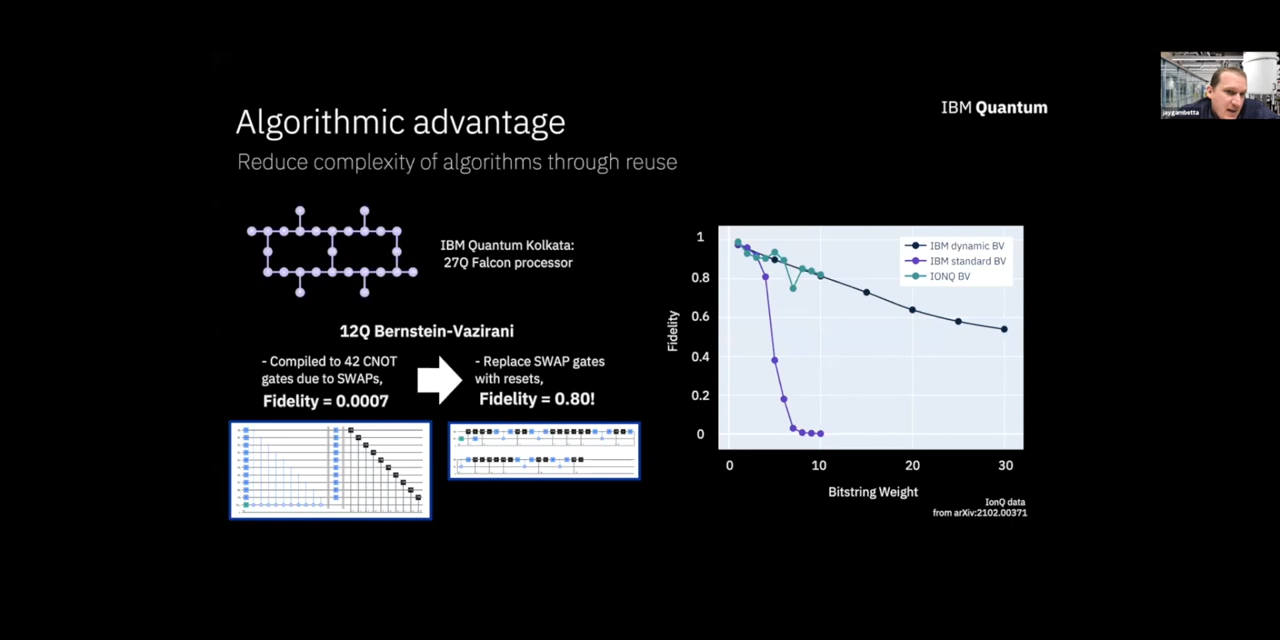 Algorithmic advantage
Reduce complexity of algorithms through reuse
IBM Quantum
jaygambetta
IBM Quantum Kolkata:
27Q Falcon processor
12Q Bernstein-Vazirani
- Compiled to 42 CNOT
gates due to SWAPs,
Fidelity = 0.0007
- Replace SWAP gates
with resets,
Fidelity = 0.80!
IBM dynamic BV
IBM standard BV
IONQ BV
Fidelity
1
0.8
0.6
0.4
0.2
0
0 10 20 30
Bitstring Weight
IonQ data
from arXiv:2102.00371